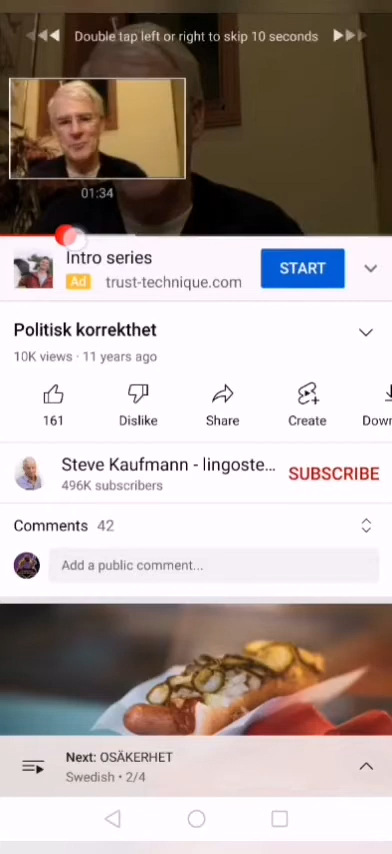 Double tap left or right to skip 10 seconds
01:34
Intro series
Ad trust-technique.com
START
Politisk korrekthet
10K views · 11 years ago
161
Dislike
Share
Create
Down
Steve Kaufmann - lingoste...
496K subscribers
SUBSCRIBE
Comments 42
Add a public comment...
Next: OSÄKERHET
Swedish • 2/4